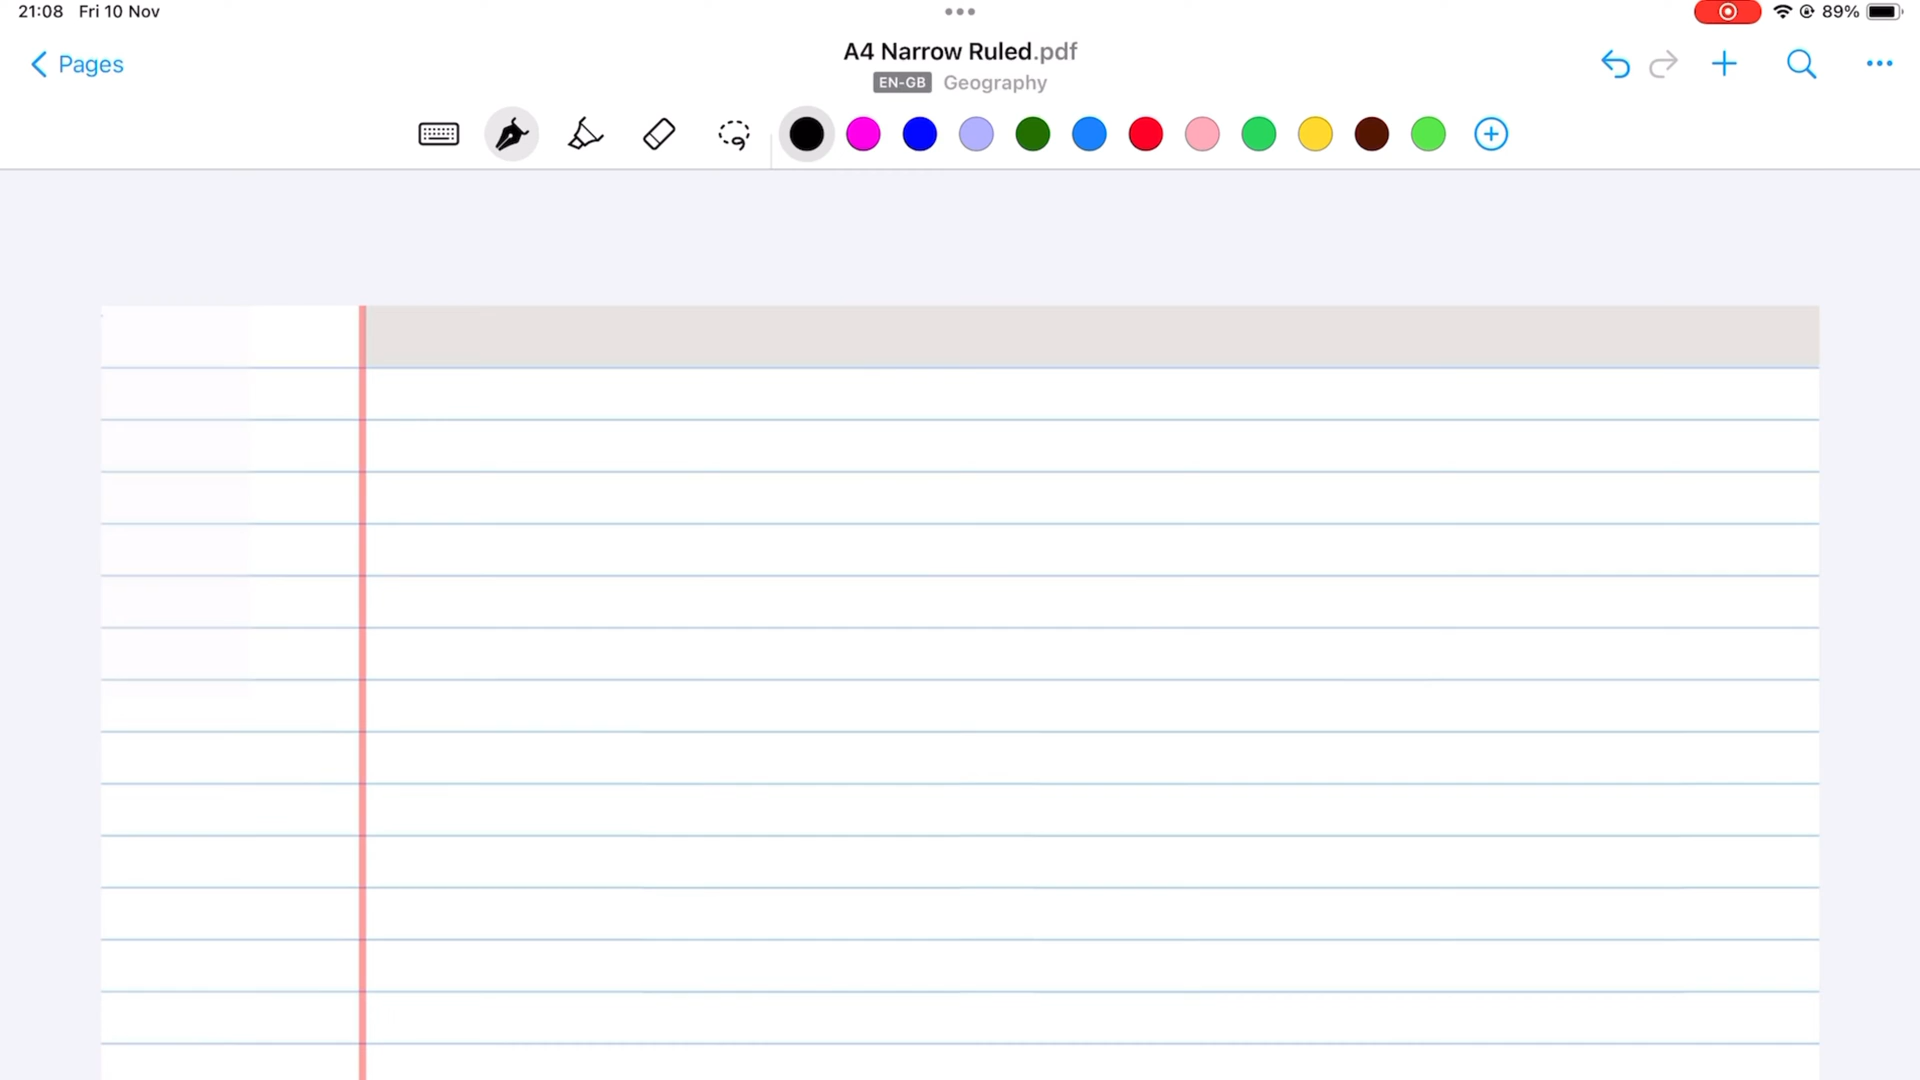 21:08 Fri 10 Nov 89%
Pages
A4 Narrow Ruled.pdf
EN-GB Geography